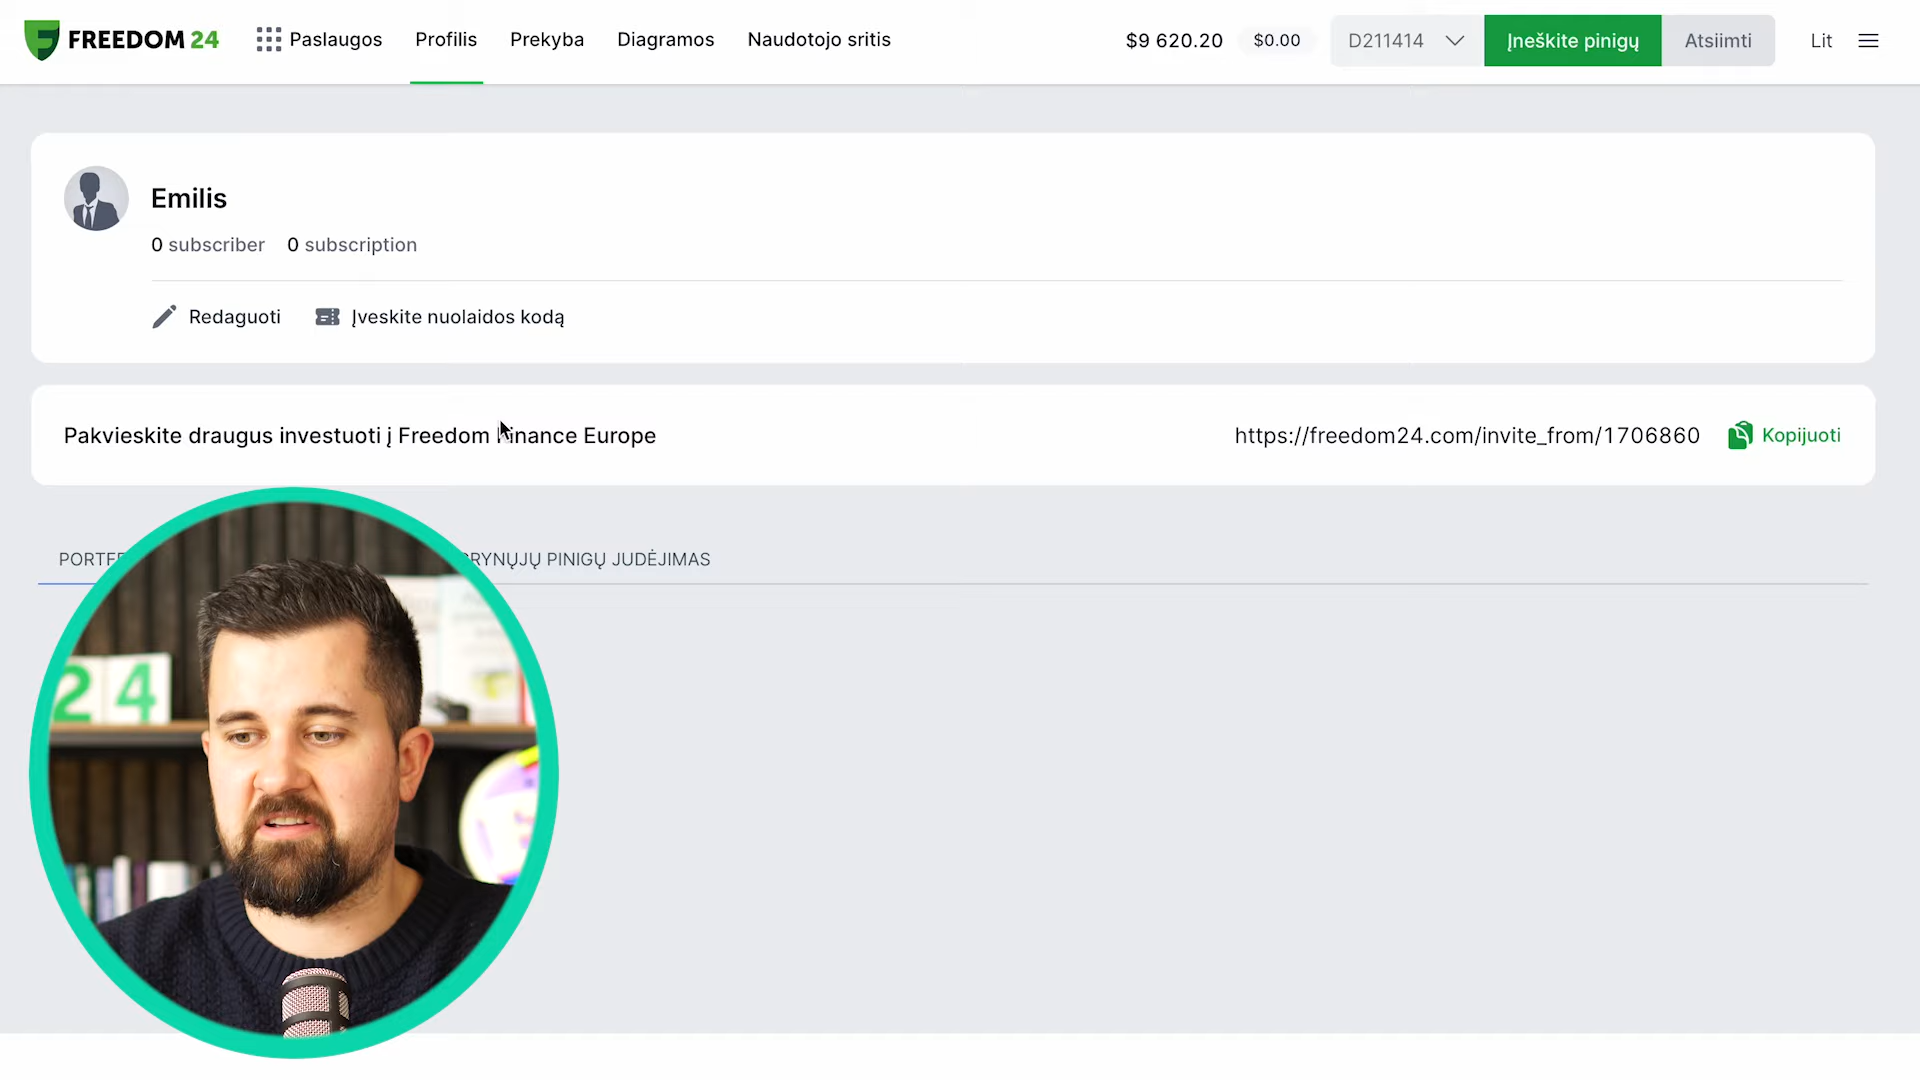 FREEDOM 24
Paslaugos
Profilis
Prekyba
Diagramos
Naudotojo sritis
$9 620.20
$0.00
D211414
Įneškite pinigų
Atsiimti
Lit
Emilis
0 subscriber 0 subscription
Redaguoti
Įveskite nuolaidos kodą
Pakvieskite draugus investuoti į Freedom Finance Europe
https://freedom24.com/invite_from/1706860
Kopijuoti
PINIGŲ JUDĖJIMAS
24